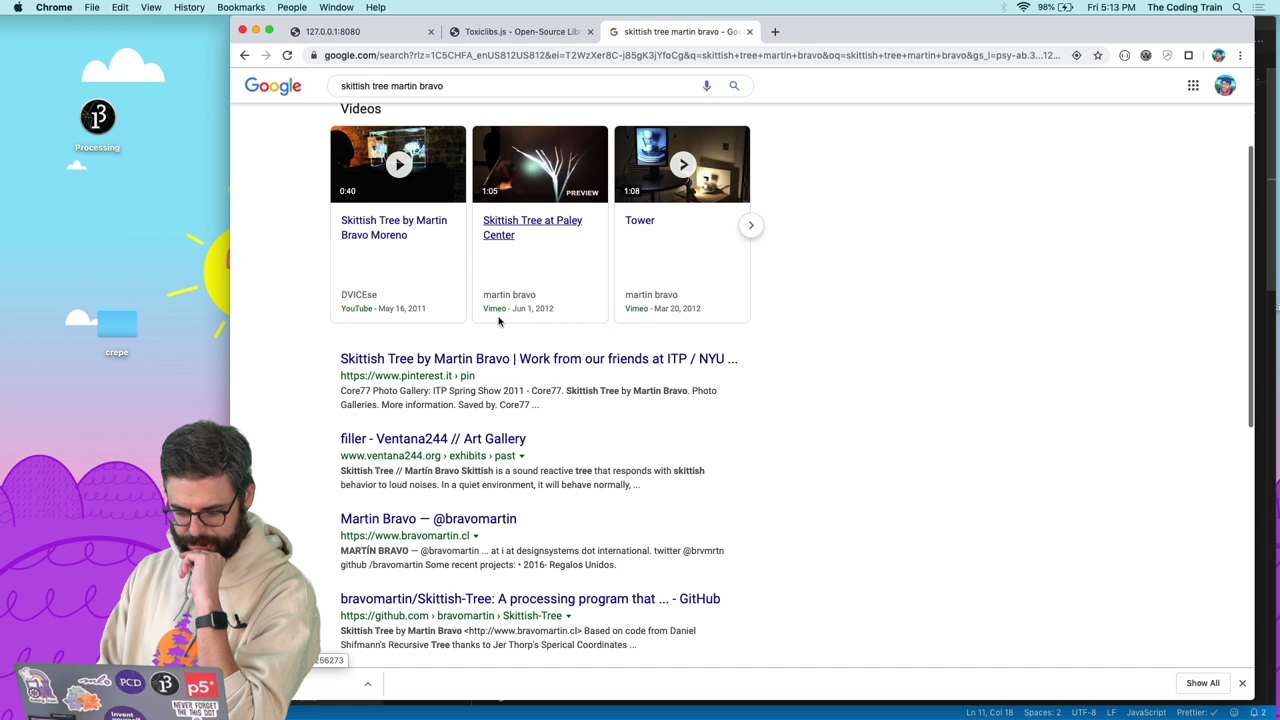 Chrome File Edit View History Bookmarks People Window Help 98% Fri 5:13 PM The Coding Train
127.0.0.1:8080 Toxiclibs.js - Open-Source Lib skittish tree martin bravo - Go
google.com/search?rlz=1C5CHFA_enUS812US812&ei=T2WzXer8C-j85gK3jYfoCg&q=skittish+tree+martin+bravo&oq=skittish+tree+martin+bravo&gs_l=psy-ab.3...12...
Google skittish tree martin bravo
Videos
0:40 1:05 PREVIEW 1:08
Skittish Tree by Martin Bravo Moreno
DVICEse
YouTube - May 16, 2011
Skittish Tree at Paley Center
martin bravo
Vimeo - Jun 1, 2012
Tower
martin bravo
Vimeo - Mar 20, 2012
Skittish Tree by Martin Bravo | Work from our friends at ITP / NYU ...
https://www.pinterest.it › pin
Core77 Photo Gallery: ITP Spring Show 2011 - Core77. Skittish Tree by Martin Bravo. Photo
Galleries. More information. Saved by. Core77 ...
filler - Ventana244 // Art Gallery
www.ventana244.org › exhibits › past
Skittish Tree // Martín Bravo Skittish is a sound reactive tree that responds with skittish
behavior to loud noises. In a quiet environment, it will behave normally, ...
Martin Bravo — @bravomartin
https://www.bravomartin.cl
MARTÍN BRAVO — @bravomartin ... at i at designsystems dot international. twitter @brvmrtn
github /bravomartin Some recent projects: • 2016- Regalos Unidos.
bravomartin/Skittish-Tree: A processing program that ... - GitHub
https://github.com › bravomartin › Skittish-Tree
Skittish Tree by Martin Bravo <http://www.bravomartin.cl> Based on code from Daniel
Shifmann's Recursive Tree thanks to Jer Thorp's Sperical Coordinates ...
256273
Show All
Ln 11, Col 18 Spaces: 2 UTF-8 LF JavaScript Prettier: ✓ 2
Processing
crepe
PCD
p5*
NEVER FORGET
THE THIS DOT
Invent